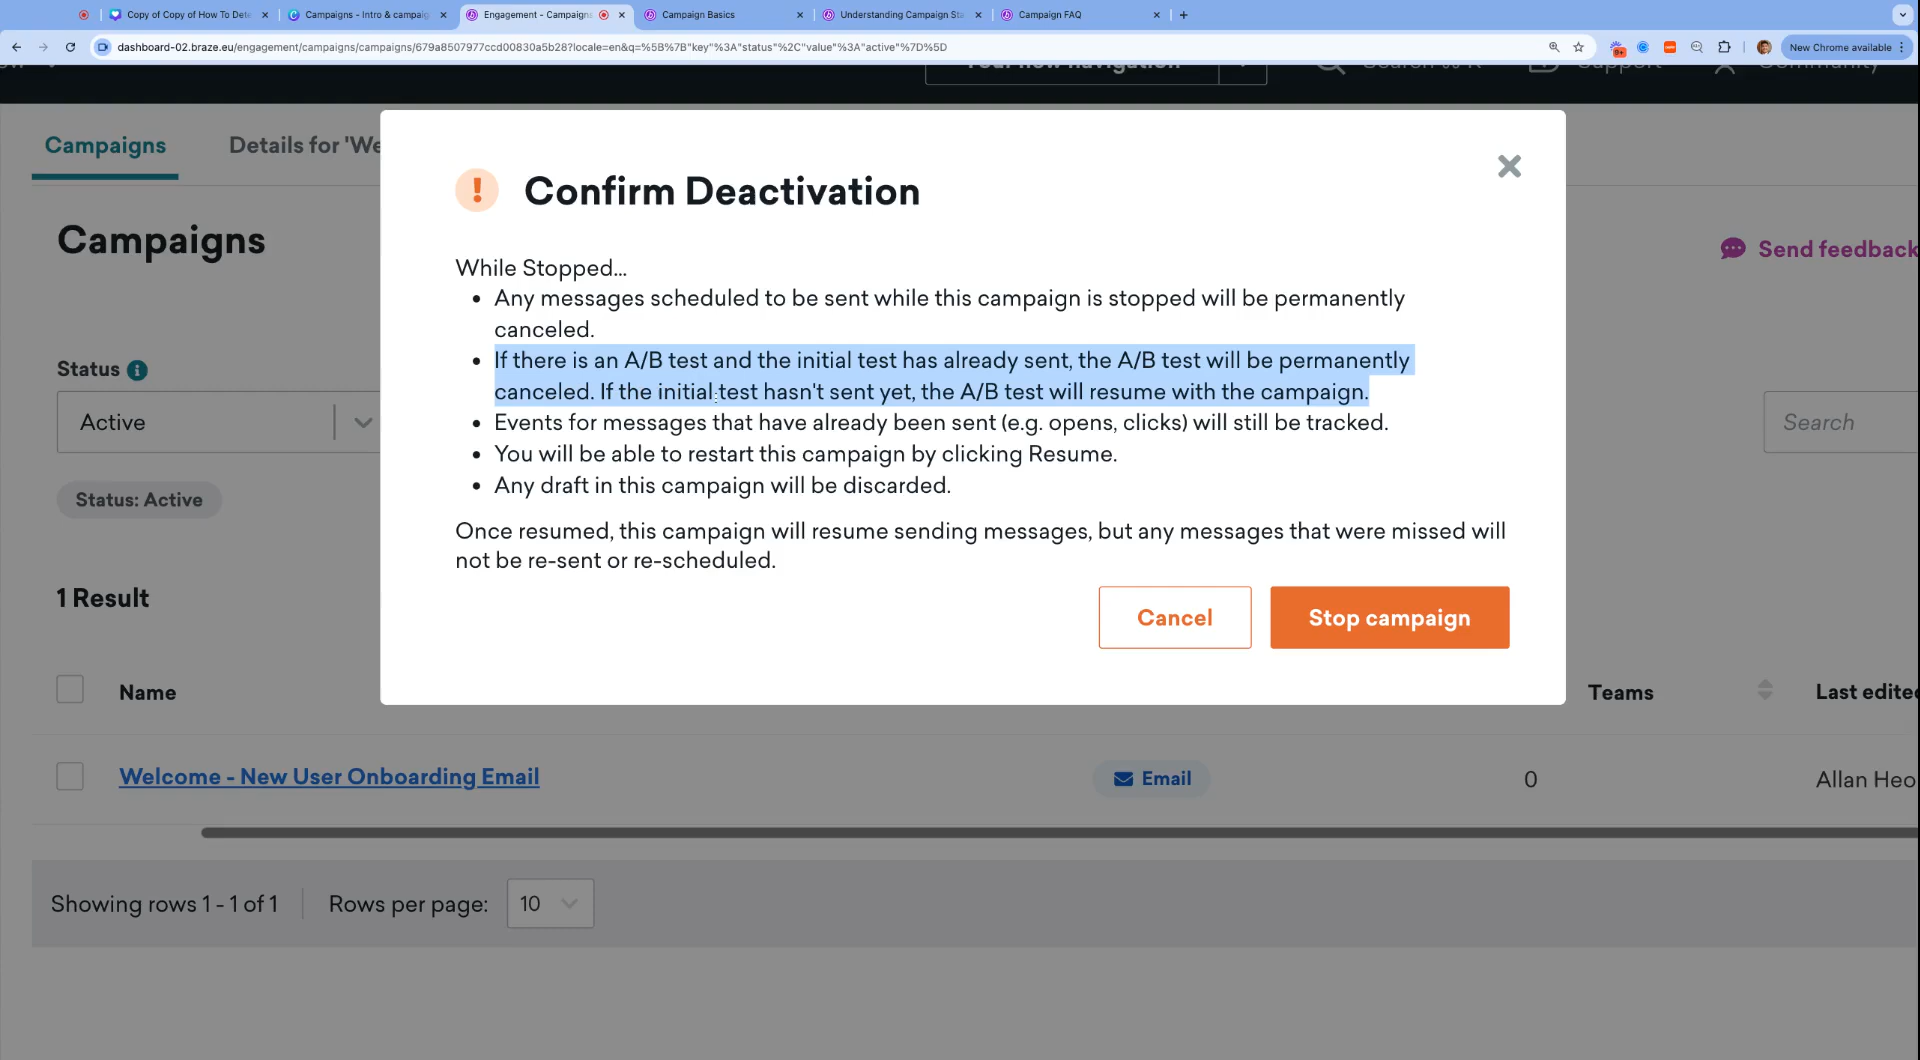 Copy of Copy of How To Dete
Campaigns - Intro & campaig
Engagement - Campaigns
Campaign Basics
Understanding Campaign Sta
Campaign FAQ
dashboard-02.braze.eu/engagement/campaigns/campaigns/679a8507977ccd00830a5b28?locale=en&q=%5B%7B"key"%3A"status"%2C"value"%3A"active"%7D%5D
9+
New Chrome available
Your new navigation
Search ⌘ K
Support
Community
Campaigns
Details for 'We
Confirm Deactivation
While Stopped...
Any messages scheduled to be sent while this campaign is stopped will be permanently
canceled.
If there is an A/B test and the initial test has already sent, the A/B test will be permanently
canceled. If the initial test hasn't sent yet, the A/B test will resume with the campaign.
Events for messages that have already been sent (e.g. opens, clicks) will still be tracked.
You will be able to restart this campaign by clicking Resume.
Any draft in this campaign will be discarded.
Once resumed, this campaign will resume sending messages, but any messages that were missed will
not be re-sent or re-scheduled.
Cancel
Stop campaign
Campaigns
Send feedback
Status
Active
Search
Status: Active
1 Result
Name
Teams
Last edited
Welcome - New User Onboarding Email
Email
0
Allan Heo
Showing rows 1 - 1 of 1
Rows per page:
10